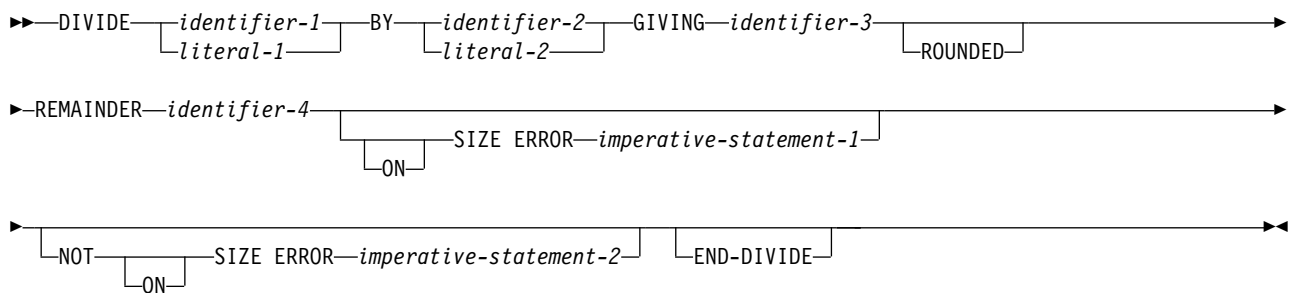 DIVIDE identifier-1 BY identifier-2 GIVING identifier-3
literal-1 literal-2 ROUNDED
REMAINDER identifier-4
SIZE ERROR imperative-statement-1
ON
NOT SIZE ERROR imperative-statement-2 END-DIVIDE
ON